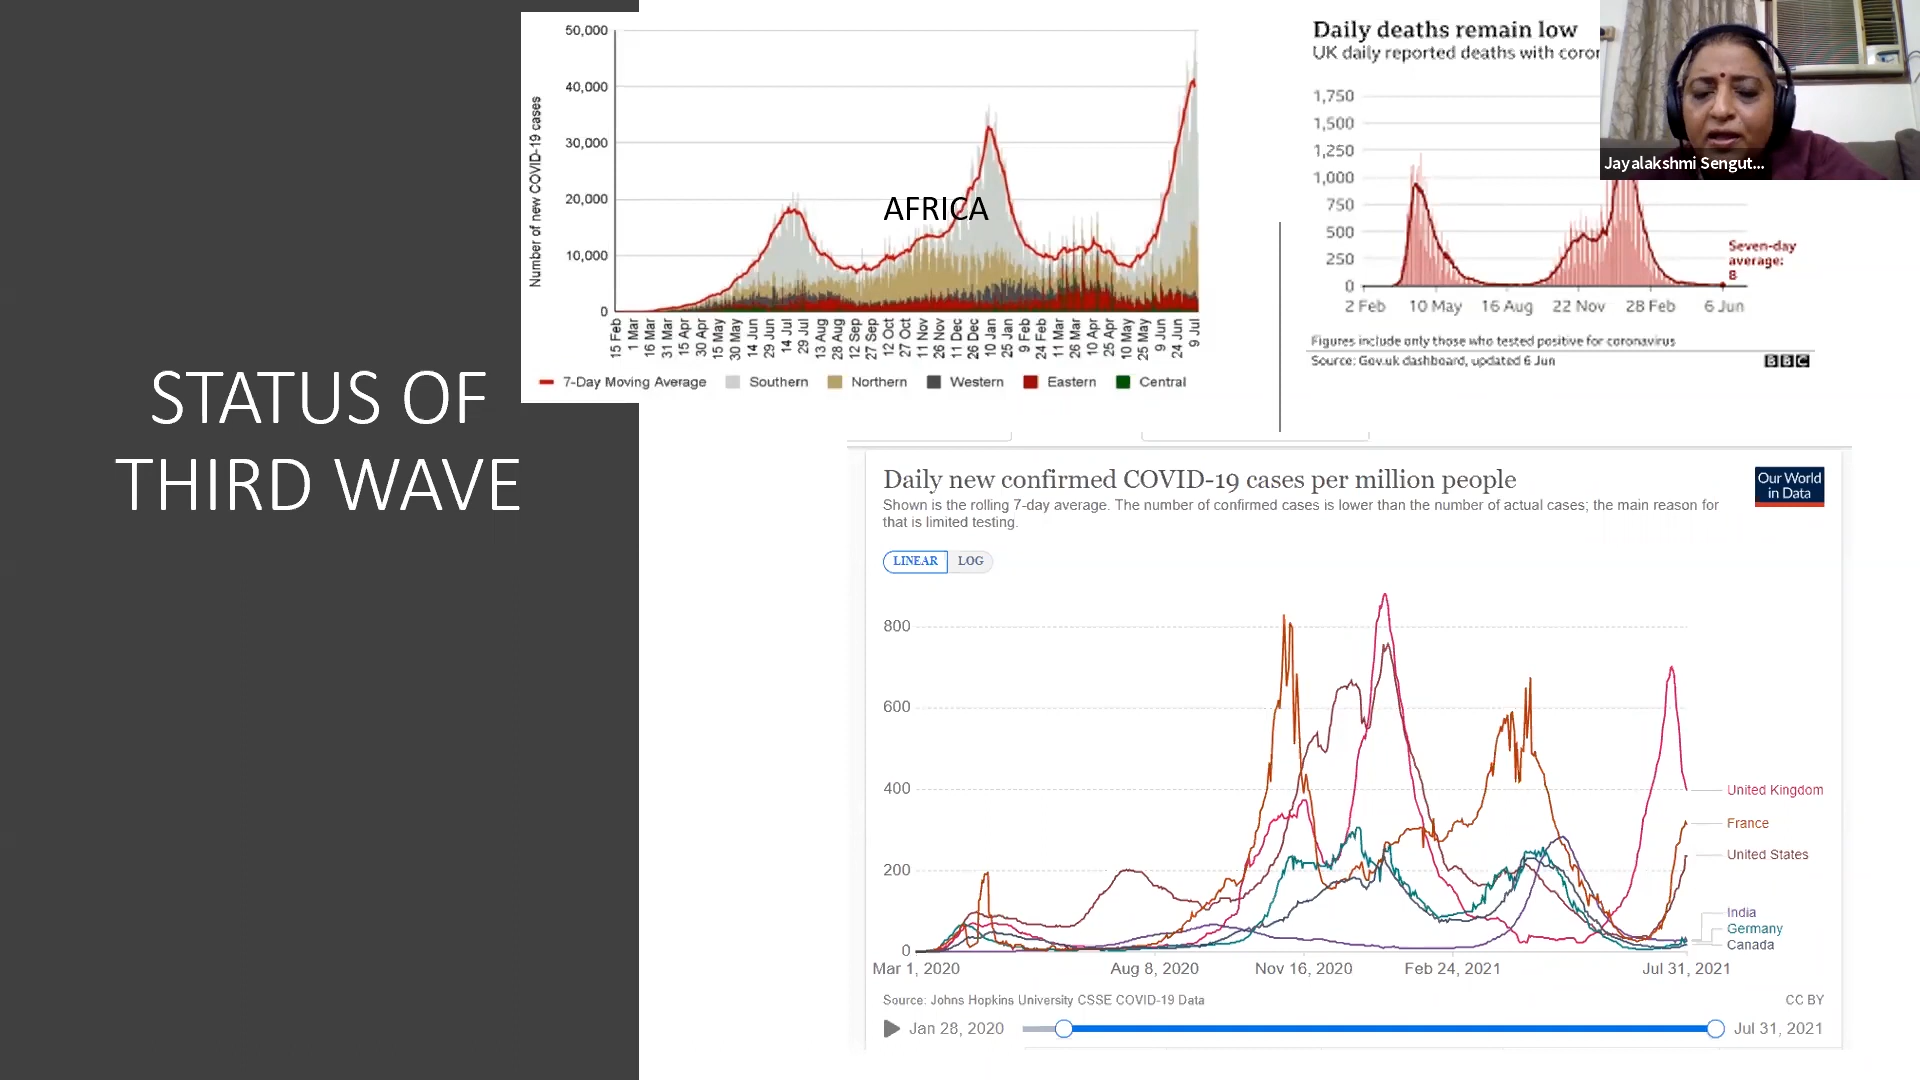 STATUS OF
THIRD WAVE
Number of new COVID-19 cases
50,000
40,000
30,000
20,000
10,000
0
AFRICA
15 Feb
1 Mar
16 Mar
31 Mar
15 Apr
30 Apr
15 May
30 May
14 Jun
29 Jun
14 Jul
29 Jul
13 Aug
28 Aug
12 Sep
27 Sep
12 Oct
27 Oct
11 Nov
26 Nov
11 Dec
26 Dec
10 Jan
25 Jan
9 Feb
24 Feb
11 Mar
26 Mar
10 Apr
25 Apr
10 May
25 May
9 Jun
24 Jun
9 Jul
7-Day Moving Average
Southern
Northern
Western
Eastern
Central
Daily deaths remain low
UK daily reported deaths with
1,750
1,500
1,250
1,000
750
500
250
0
Seven-day
average:
8
2 Feb
10 May
16 Aug
22 Nov
28 Feb
6 Jun
Figures include only those who tested positive for coronavirus
Source: Gov.uk dashboard, updated 6 Jun
BBC
Jayalakshmi Sengut...
Daily new confirmed COVID-19 cases per million people
Our World
in Data
Shown is the rolling 7-day average. The number of confirmed cases is lower than the number of actual cases; the main reason for
that is limited testing.
LINEAR
LOG
800
600
400
200
0
United Kingdom
France
United States
India
Germany
Canada
Mar 1, 2020
Aug 8, 2020
Nov 16, 2020
Feb 24, 2021
Jul 31, 2021
Source: Johns Hopkins University CSSE COVID-19 Data
CC BY
Jan 28, 2020
Jul 31, 2021